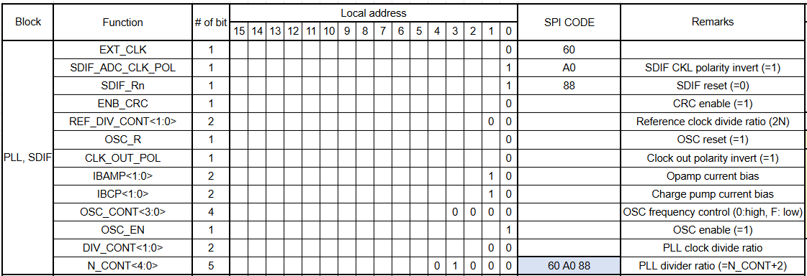 Block Function # of bit Local address SPI CODE Remarks
15 14 13 12 11 10 9 8 7 6 5 4 3 2 1 0
PLL, SDIF
EXT_CLK 1 0 60
SDIF_ADC_CLK_POL 1 1 A0 SDIF CKL polarity invert (=1)
SDIF_Rn 1 1 88 SDIF reset (=0)
ENB_CRC 1 0 CRC enable (=1)
REF_DIV_CONT<1:0> 2 0 0 Reference clock divide ratio (2N)
OSC_R 1 0 OSC reset (=1)
CLK_OUT_POL 1 0 Clock out polarity invert (=1)
IBAMP<1:0> 2 1 0 Opamp current bias
IBCP<1:0> 2 1 0 Charge pump current bias
OSC_CONT<3:0> 4 0 0 0 0 OSC frequency control (0:high, F: low)
OSC_EN 1 1 OSC enable (=1)
DIV_CONT<1:0> 2 0 0 PLL clock divide ratio
N_CONT<4:0> 5 0 1 0 0 0 60 A0 88 PLL divider ratio (=N_CONT+2)